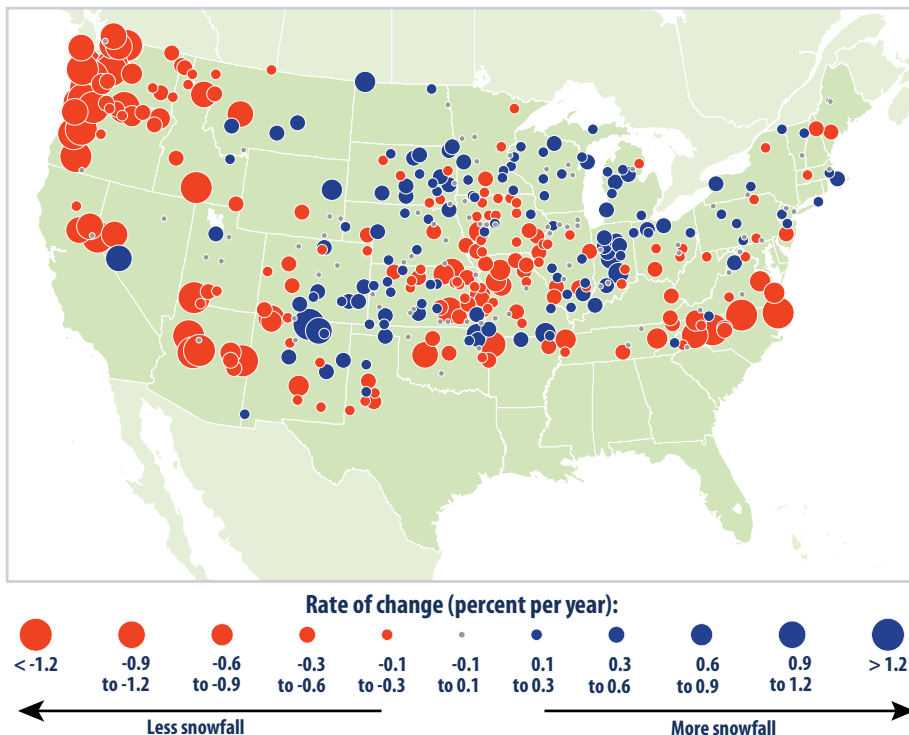 Rate of change (percent per year):
< -1.2
-0.9
to -1.2
-0.6
to -0.9
-0.3
to -0.6
-0.1
to -0.3
-0.1
to 0.1
0.1
to 0.3
0.3
to 0.6
0.6
to 0.9
0.9
to 1.2
> 1.2
Less snowfall
More snowfall